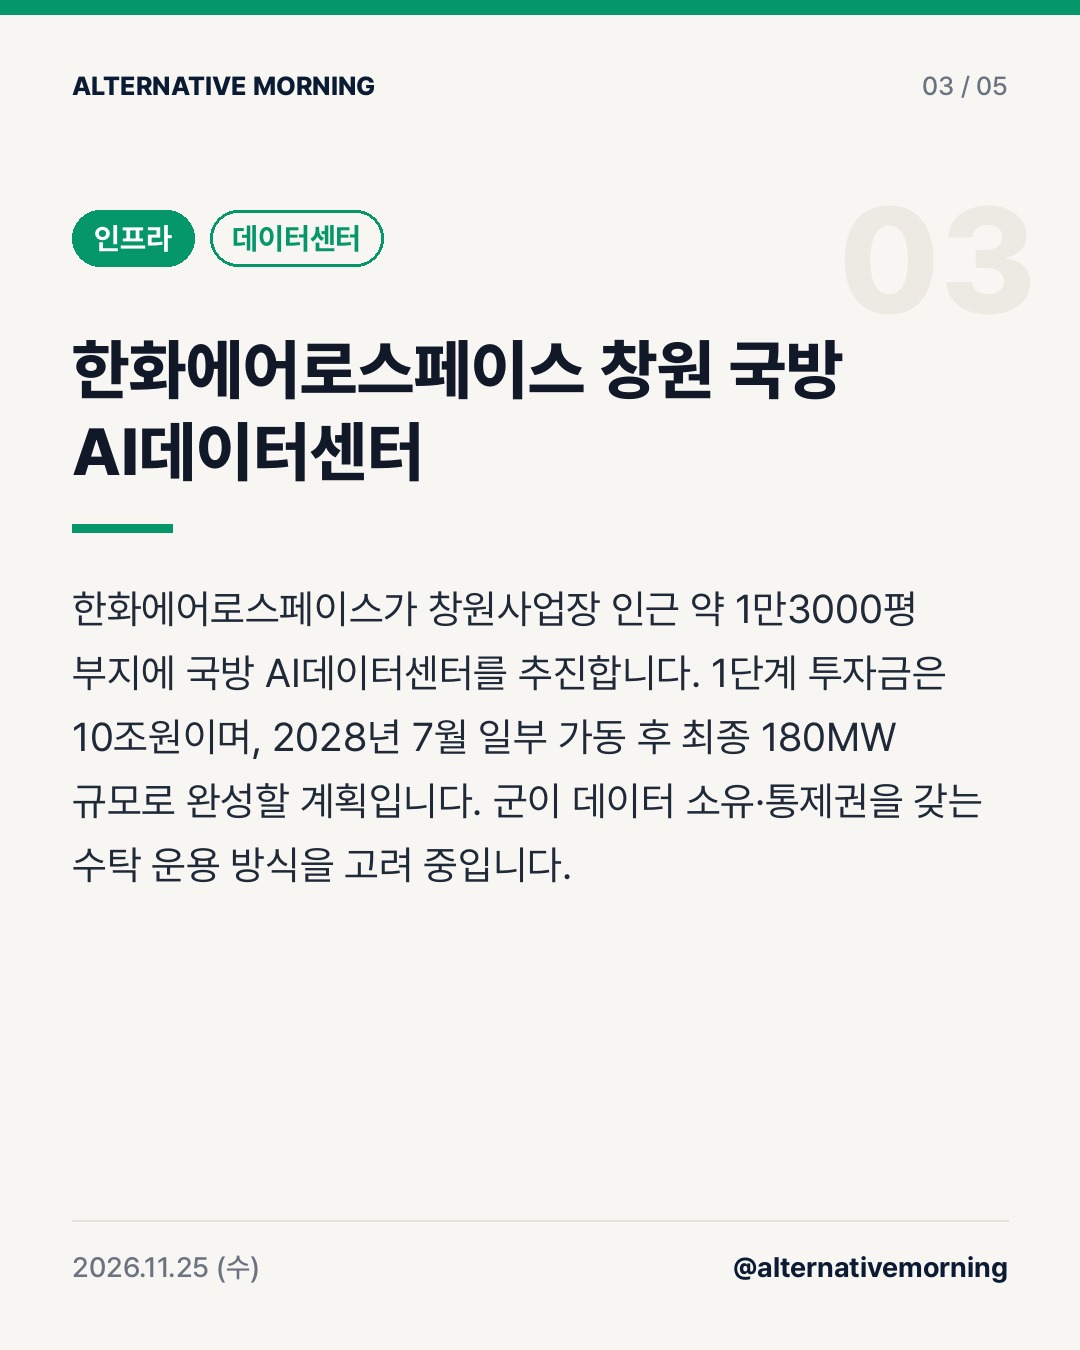 ALTERNATIVE MORNING
03 / 05
인프라
데이터센터
03
한화에어로스페이스 창원 국방
AI데이터센터
한화에어로스페이스가 창원사업장 인근 약 1만3000평
부지에 국방 AI데이터센터를 추진합니다. 1단계 투자금은
10조원이며, 2028년 7월 일부 가동 후 최종 180MW
규모로 완성할 계획입니다. 군이 데이터 소유·통제권을 갖는
수탁 운용 방식을 고려 중입니다.
2026.11.25 (수)
@alternativemorning